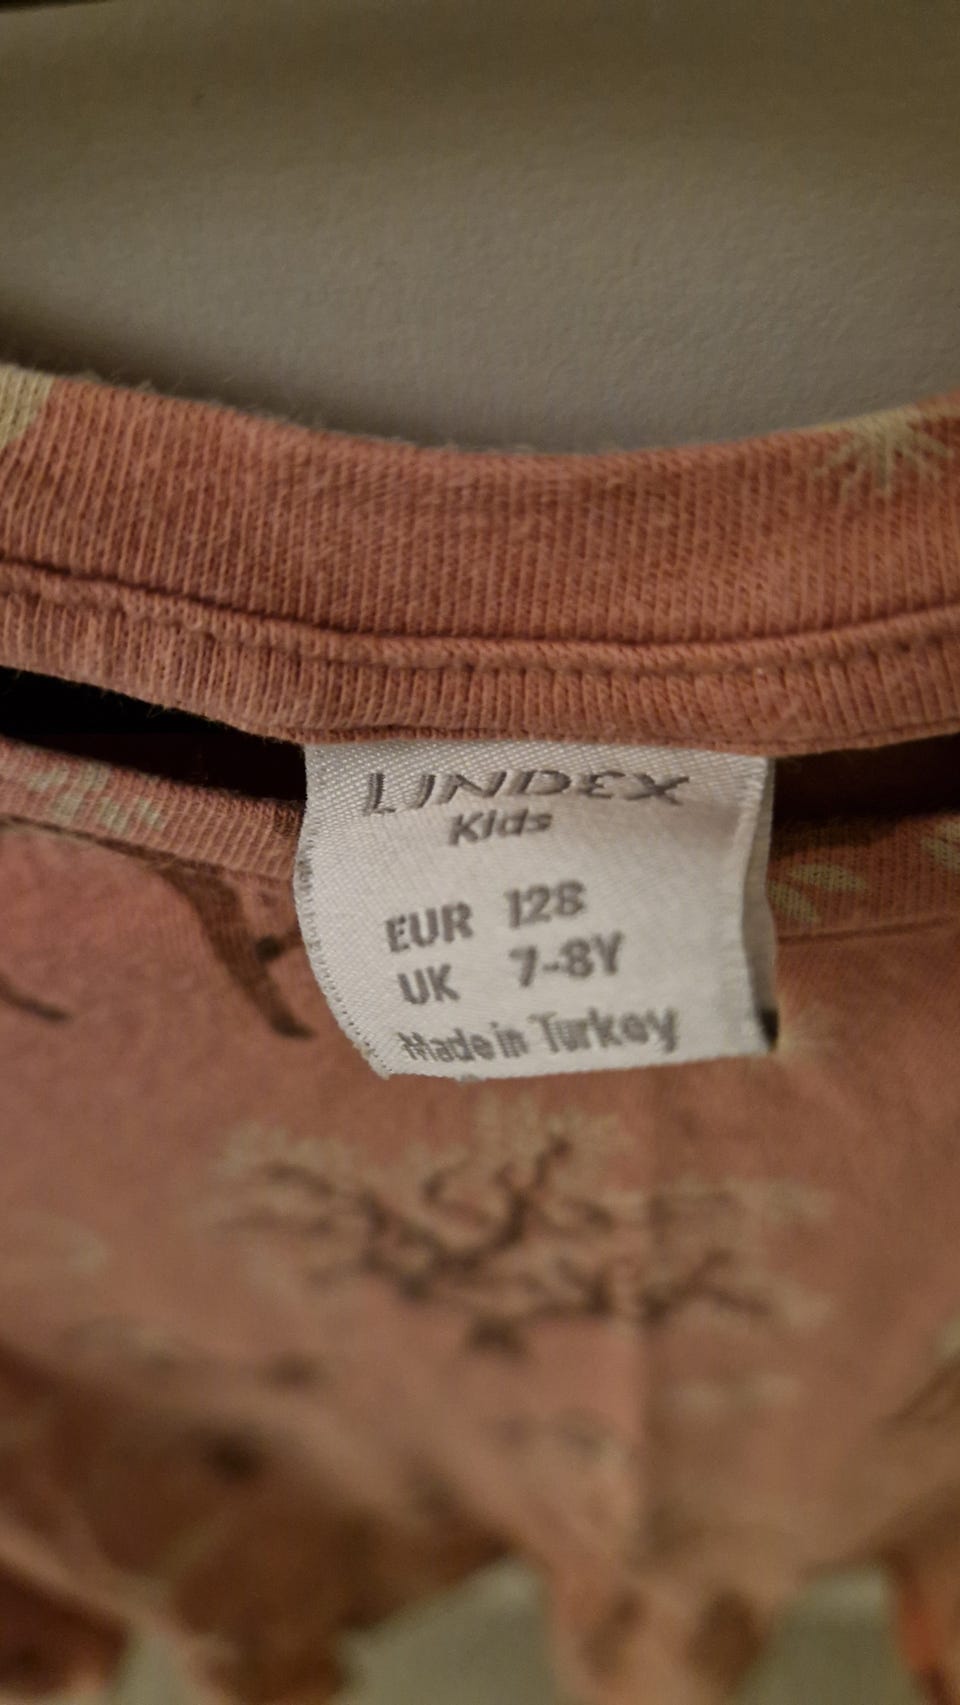 LINDEX
Kids
EUR 128
UK 7-8Y
Made in Turkey